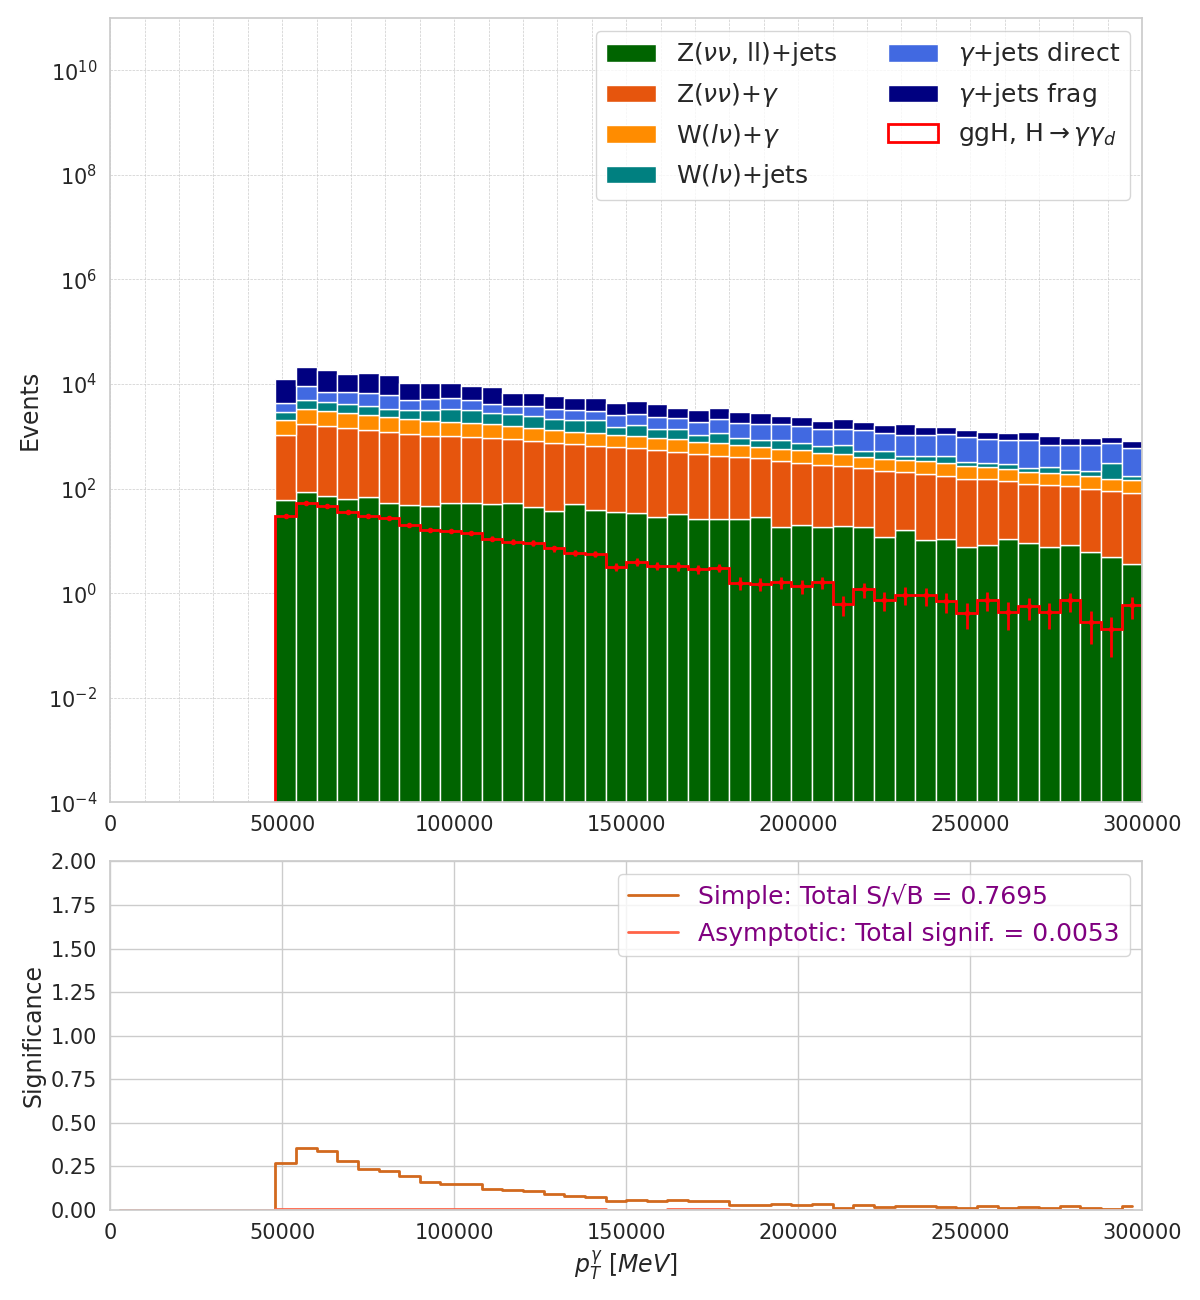 Z(νν, ll)+jets
Z(νν)+γ
W(lν)+γ
W(lν)+jets
γ+jets direct
γ+jets frag
ggH, H→γγ_d
Events
10^10
10^8
10^6
10^4
10^2
10^0
10^−2
10^−4
0 50000 100000 150000 200000 250000 300000
Simple: Total S/√B = 0.7695
Asymptotic: Total signif. = 0.0053
Significance
2.00
1.75
1.50
1.25
1.00
0.75
0.50
0.25
0.00
0 50000 100000 150000 200000 250000 300000
p_T^γ [MeV]